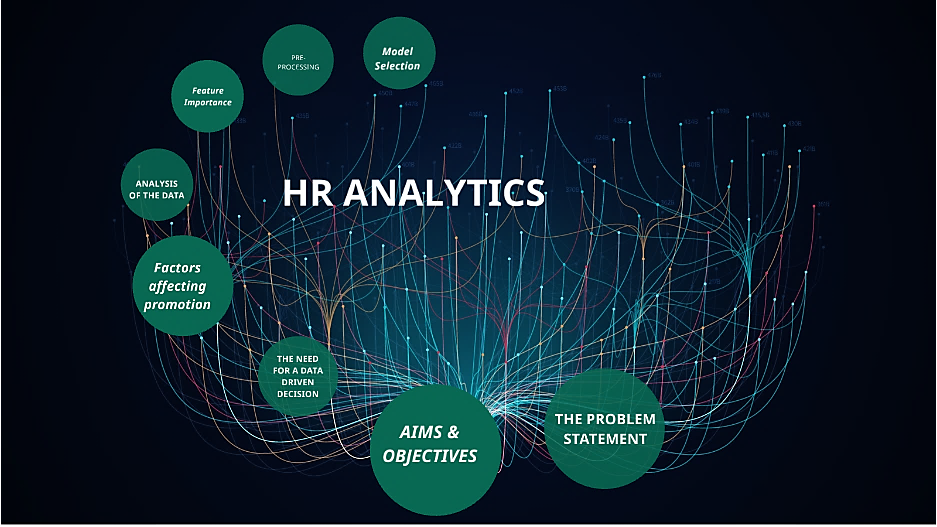 Model
Selection
PRE-
PROCESSING
Feature
Importance
ANALYSIS
OF THE DATA
HR ANALYTICS
Factors
affecting
promotion
THE NEED
FOR A DATA
DRIVEN
DECISION
AIMS &
OBJECTIVES
THE PROBLEM
STATEMENT